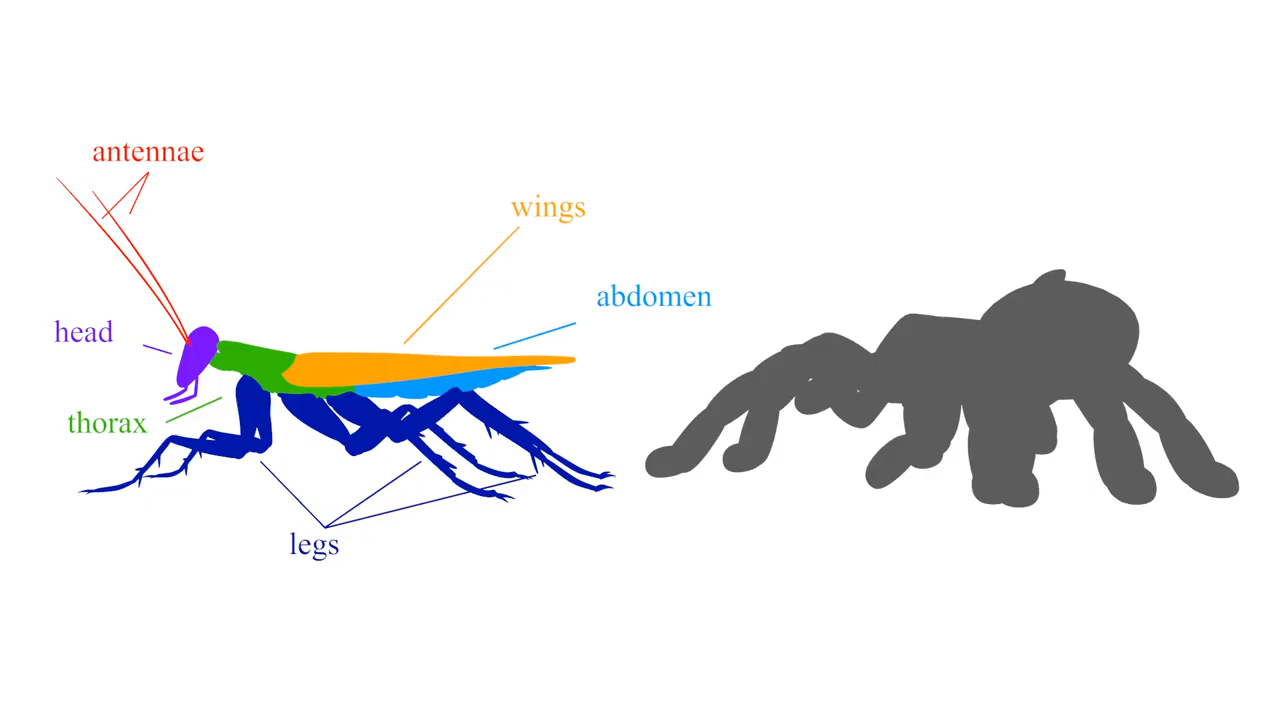 antennae
wings
abdomen
head
thorax
legs